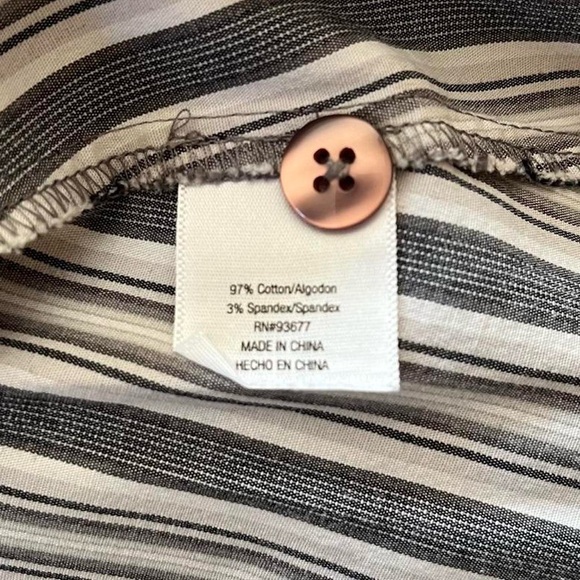 97% Cotton/Algodon
3% Spandex/Spandex
RN#93677
MADE IN CHINA
HECHO EN CHINA